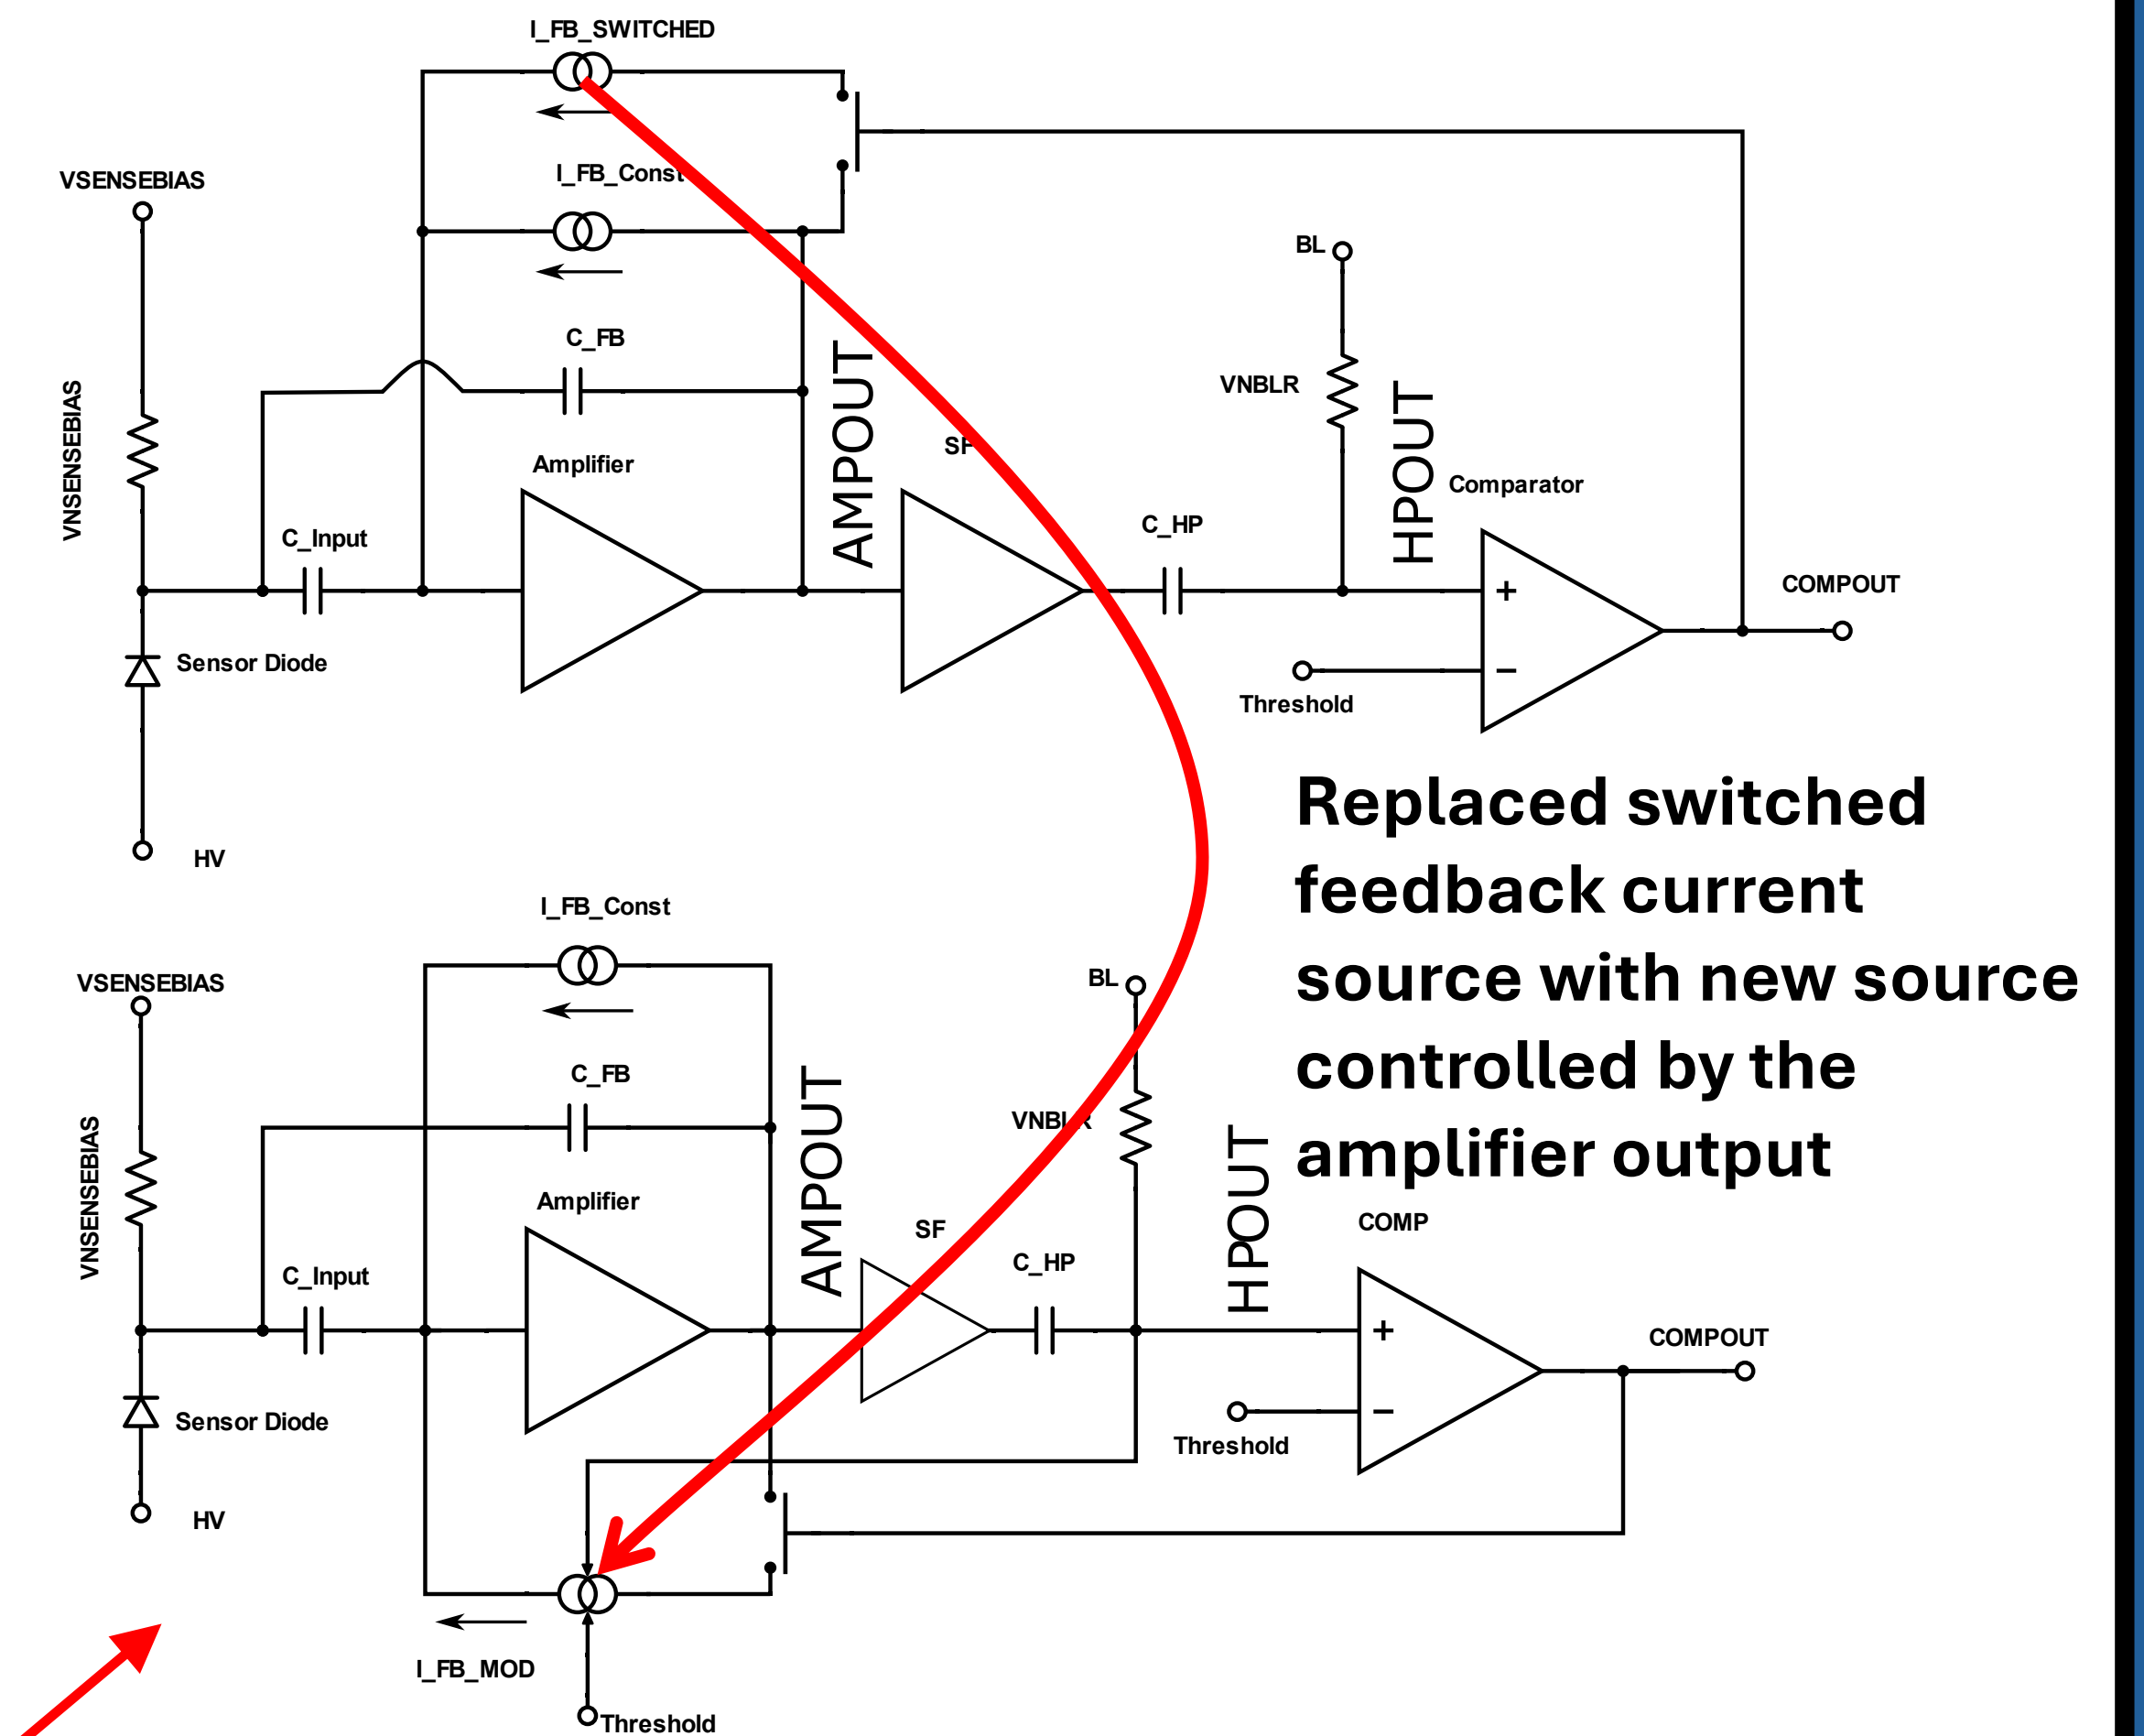 I_FB_SWITCHED
I_FB_Const
VSENSEBIAS
BL
C_FB
VNBLR
VNSENSEBIAS
AMPOUT
HPOUT
SF
Amplifier
Comparator
C_Input
C_HP
+
COMPOUT
Sensor Diode
−
Threshold
HV
Replaced switched
feedback current
source with new source
controlled by the
amplifier output
I_FB_Const
VSENSEBIAS
BL
C_FB
VNBLR
VNSENSEBIAS
AMPOUT
HPOUT
Amplifier
SF
COMP
C_Input
C_HP
+
COMPOUT
−
Sensor Diode
Threshold
HV
I_FB_MOD
Threshold